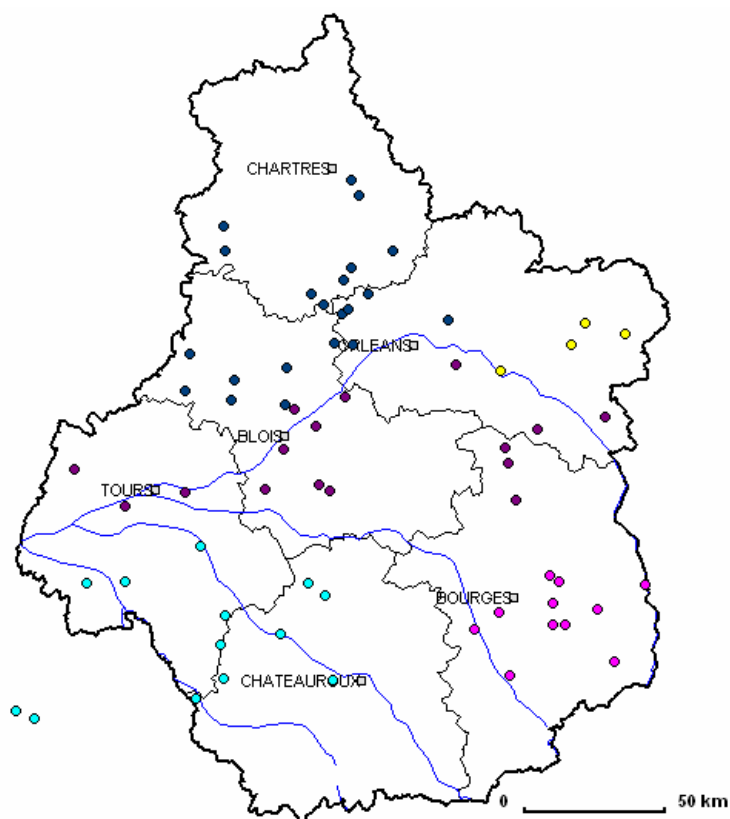 CHARTRES
ORLEANS
BLOIS
TOURS
BOURGES
CHATEAUROUX
0 50 km